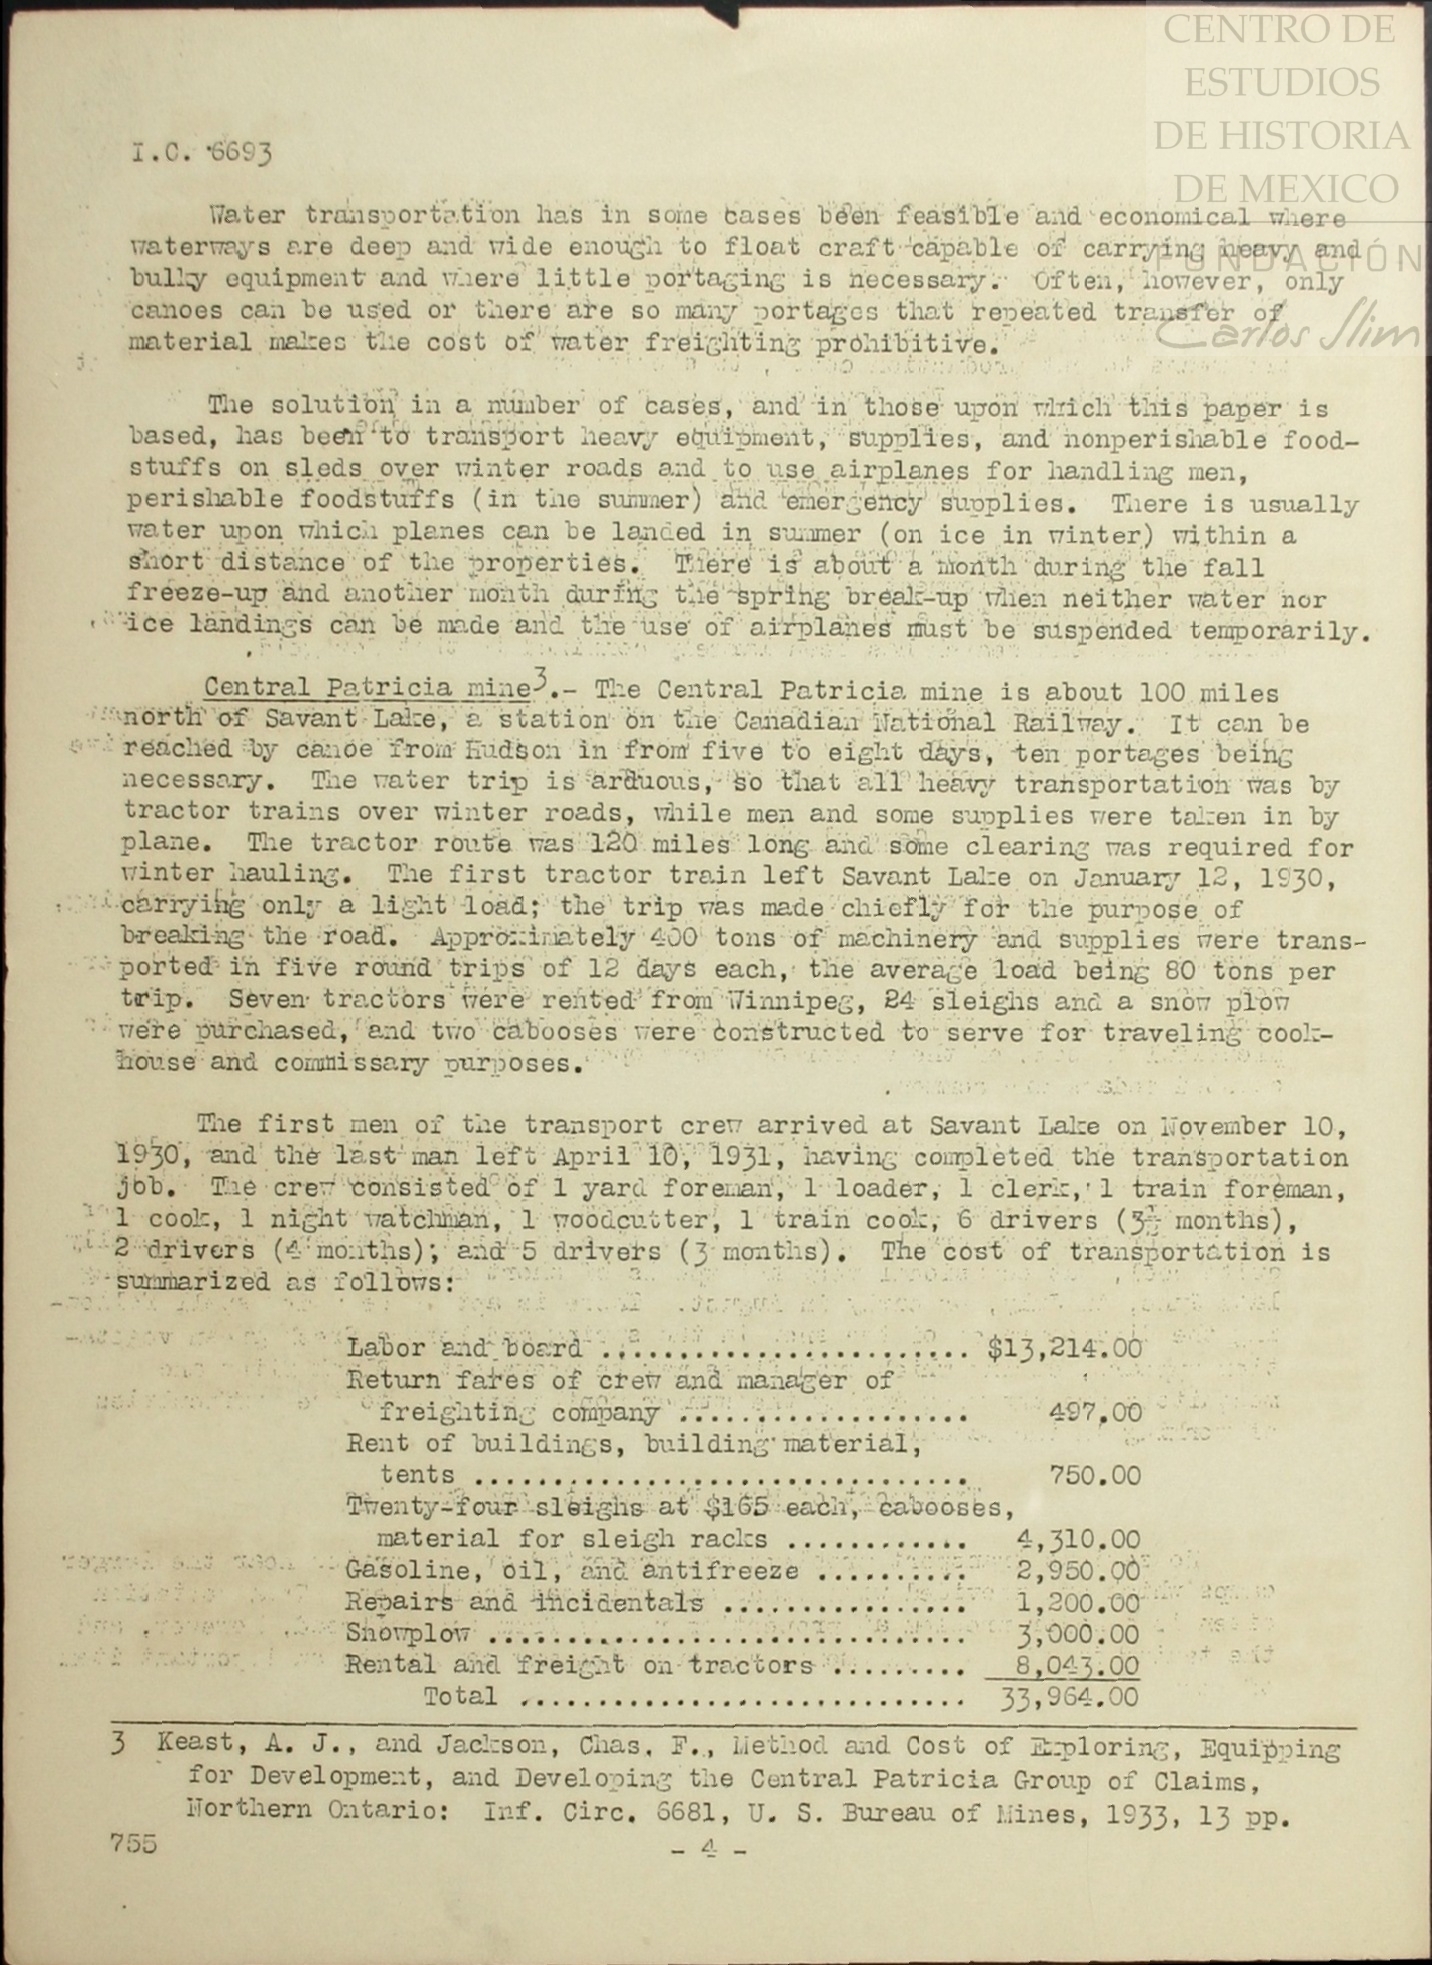 CENTRO DE
ESTUDIOS
DE HISTORIA
DE MEXICO
FUNDACIÓN
Carlos Slim
I.C. 6693
Water transportation has in some cases been feasible and economical where
waterways are deep and wide enough to float craft capable of carrying heavy and
bulky equipment and where little portaging is necessary. Often, however, only
canoes can be used or there are so many portages that repeated transfer of
material makes the cost of water freighting prohibitive.
The solution in a number of cases, and in those upon which this paper is
based, has been to transport heavy equipment, supplies, and nonperishable food-
stuffs on sleds over winter roads and to use airplanes for handling men,
perishable foodstuffs (in the summer) and emergency supplies. There is usually
water upon which planes can be landed in summer (on ice in winter) within a
short distance of the properties. There is about a month during the fall
freeze-up and another month during the spring break-up when neither water nor
ice landings can be made and the use of airplanes must be suspended temporarily.
Central Patricia mine3.- The Central Patricia mine is about 100 miles
north of Savant Lake, a station on the Canadian National Railway. It can be
reached by canoe from Hudson in from five to eight days, ten portages being
necessary. The water trip is arduous, so that all heavy transportation was by
tractor trains over winter roads, while men and some supplies were taken in by
plane. The tractor route was 120 miles long and some clearing was required for
winter hauling. The first tractor train left Savant Lake on January 12, 1930,
carrying only a light load; the trip was made chiefly for the purpose of
breaking the road. Approximately 400 tons of machinery and supplies were trans-
ported in five round trips of 12 days each, the average load being 80 tons per
trip. Seven tractors were rented from Winnipeg, 24 sleighs and a snow plow
were purchased, and two cabooses were constructed to serve for traveling cook-
house and commissary purposes.
The first men of the transport crew arrived at Savant Lake on November 10,
1930, and the last man left April 10, 1931, having completed the transportation
job. The crew consisted of 1 yard foreman, 1 loader, 1 clerk, 1 train foreman,
1 cook, 1 night watchman, 1 woodcutter, 1 train cook, 6 drivers (3½ months),
2 drivers (4 months); and 5 drivers (3 months). The cost of transportation is
summarized as follows:
Labor and board ........................ $13,214.00
Return fares of crew and manager of
freighting company ................... 497.00
Rent of buildings, building material,
tents ................................ 750.00
Twenty-four sleighs at $165 each, cabooses,
material for sleigh racks ............ 4,310.00
Gasoline, oil, and antifreeze .......... 2,950.00
Repairs and incidentals ................ 1,200.00
Snowplow ............................... 3,000.00
Rental and freight on tractors ......... 8,043.00
Total ............................. 33,964.00
3 Keast, A. J., and Jackson, Chas. F., Method and Cost of Exploring, Equipping
for Development, and Developing the Central Patricia Group of Claims,
Northern Ontario: Inf. Circ. 6681, U. S. Bureau of Mines, 1933, 13 pp.
755
- 4 -